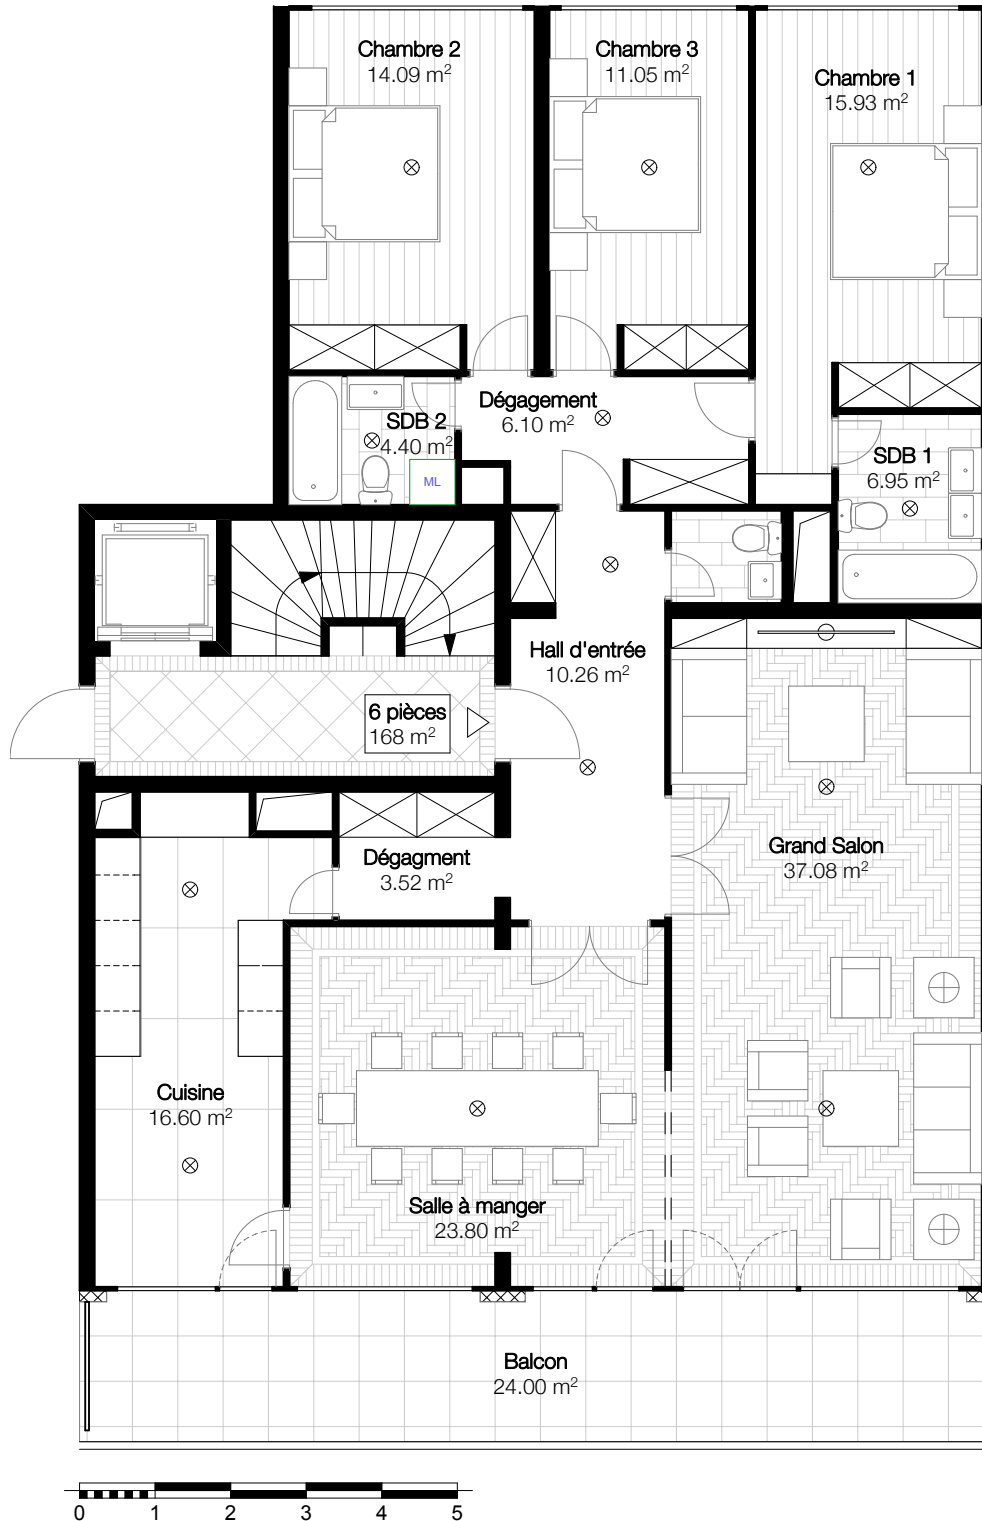 Chambre 2
14.09 m²
Chambre 3
11.05 m²
Chambre 1
15.93 m²
Dégagement
6.10 m²
SDB 2
4.40 m²
ML
SDB 1
6.95 m²
Hall d'entrée
10.26 m²
6 pièces
168 m²
Dégagment
3.52 m²
Grand Salon
37.08 m²
Cuisine
16.60 m²
Salle à manger
23.80 m²
Balcon
24.00 m²
0 1 2 3 4 5